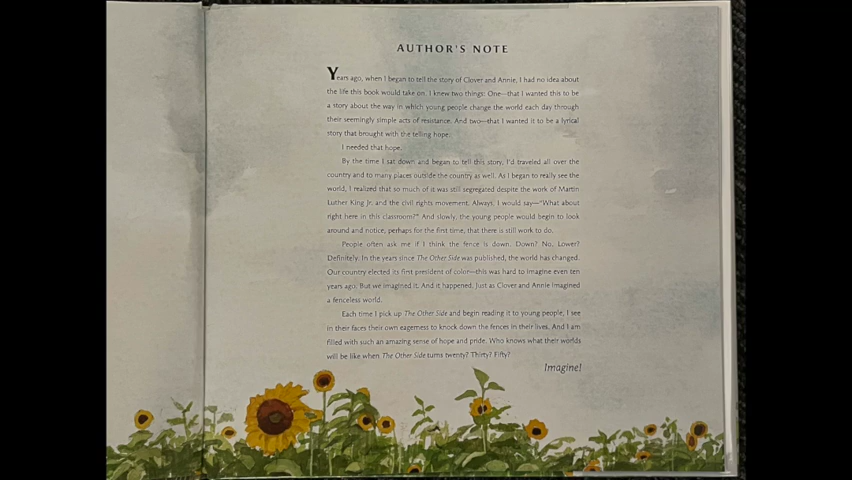 AUTHOR'S NOTE
Years ago, when I began to tell the story of Clover and Annie, I had no idea about
the life this book would take on. I knew two things: One—that I wanted this to be
a story about the way in which young people change the world each day through
their seemingly simple acts of resistance. And two—that I wanted it to be a lyrical
story that brought with the telling hope.
I needed that hope.
By the time I sat down and began to tell this story, I'd traveled all over the
country and to many places outside the country as well. As I began to really see the
world, I realized that so much of it was still segregated despite the work of Martin
Luther King Jr. and the civil rights movement. Always, I would say—"What about
right here in this classroom?" And slowly, the young people would begin to look
around and notice, perhaps for the first time, that there is still work to do.
People often ask me if I think the fence is down. Down? No. Lower?
Definitely. In the years since The Other Side was published, the world has changed.
Our country elected its first president of color—this was hard to imagine even ten
years ago. But we imagined it. And it happened. Just as Clover and Annie imagined
a fenceless world.
Each time I pick up The Other Side and begin reading it to young people, I see
in their faces their own eagerness to knock down the fences in their lives. And I am
filled with such an amazing sense of hope and pride. Who knows what their worlds
will be like when The Other Side turns twenty? Thirty? Fifty?
Imagine!